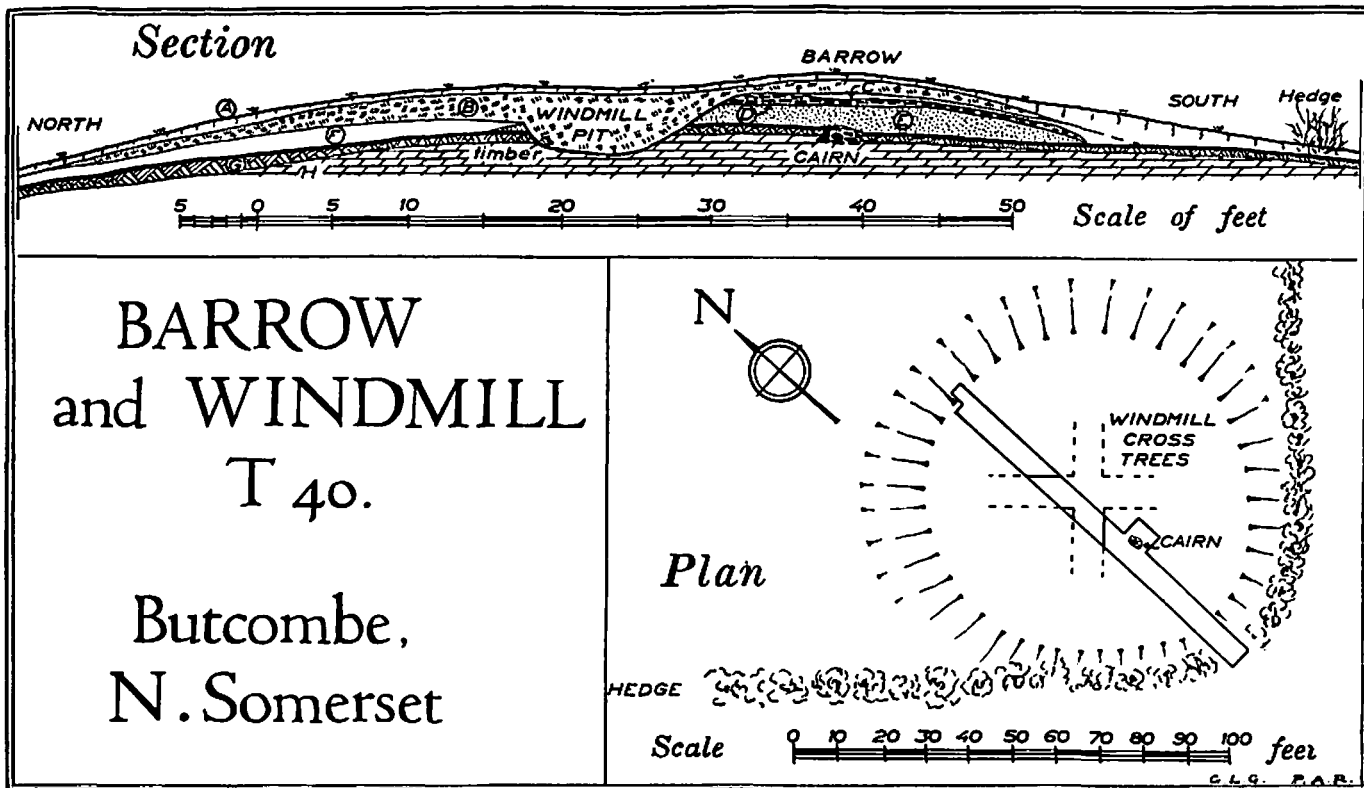 Section
BARROW
SOUTH
Hedge
NORTH
A
B
WINDMILL
PIT
C
D
E
F
timber
CAIRN
G
H
5 0 5 10 20 30 40 50 Scale of feet
BARROW
and WINDMILL
T 40.
Butcombe,
N. Somerset
N
WINDMILL
CROSS
TREES
CAIRN
Plan
HEDGE
Scale 0 10 20 30 40 50 60 70 80 90 100 feet
C.L.G. P.A.R.